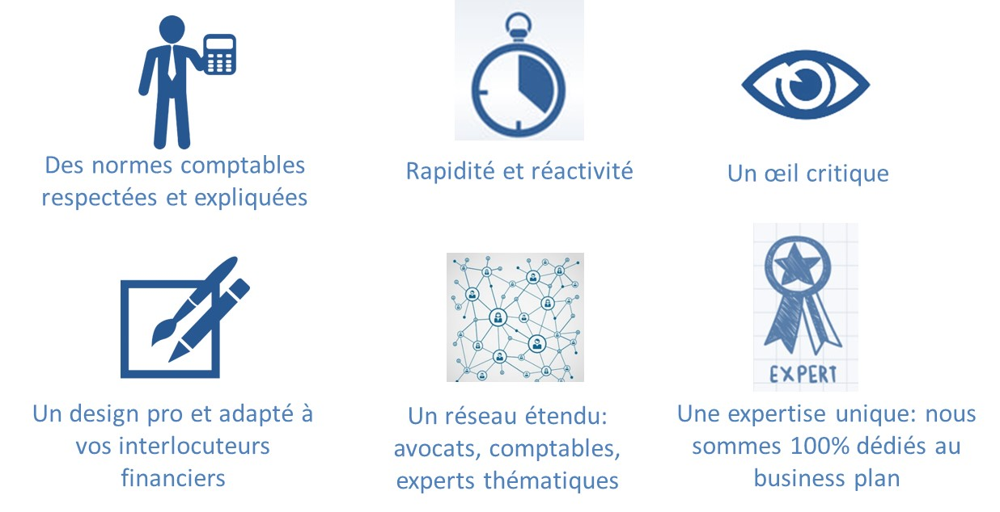 Des normes comptables
respectées et expliquées
Rapidité et réactivité
Un œil critique
EXPERT
Un design pro et adapté à
vos interlocuteurs
financiers
Un réseau étendu:
avocats, comptables,
experts thématiques
Une expertise unique: nous
sommes 100% dédiés au
business plan